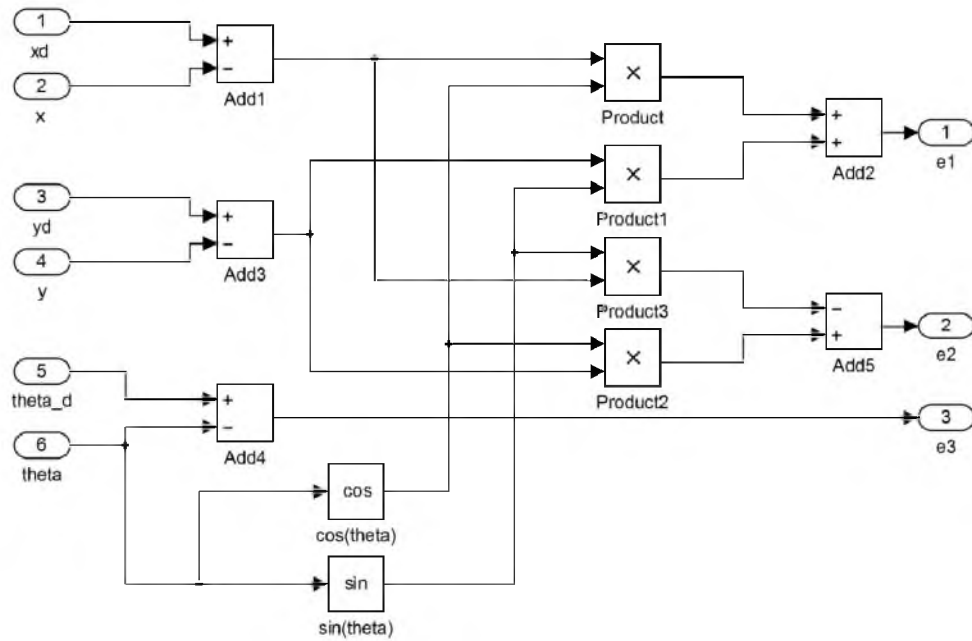 1
xd
2
x
+
−
Add1
×
Product
+
+
Add2
1
e1
3
yd
4
y
+
−
Add3
×
Product1
×
Product3
−
+
Add5
2
e2
×
Product2
5
theta_d
6
theta
+
−
Add4
3
e3
cos
cos(theta)
sin
sin(theta)